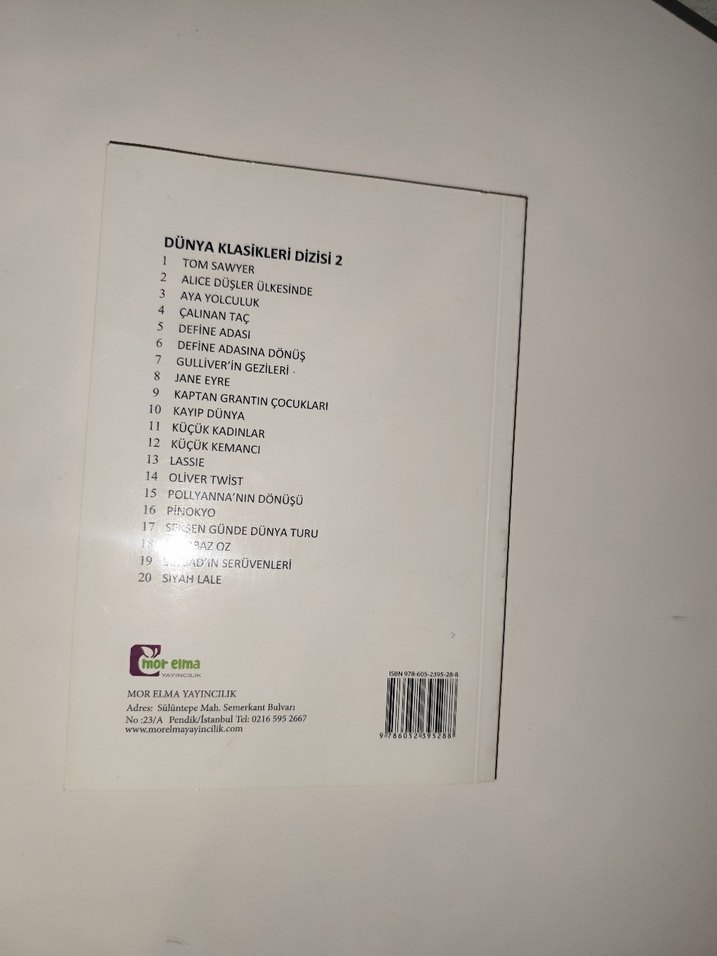 DÜNYA KLASİKLERİ DİZİSİ 2
1 TOM SAWYER
2 ALICE DÜŞLER ÜLKESİNDE
3 AYA YOLCULUK
4 ÇALINAN TAÇ
5 DEFİNE ADASI
6 DEFİNE ADASINA DÖNÜŞ
7 GULLİVER'İN GEZİLERİ
8 JANE EYRE
9 KAPTAN GRANTIN ÇOCUKLARI
10 KAYIP DÜNYA
11 KÜÇÜK KADINLAR
12 KÜÇÜK KEMANCI
13 LASSIE
14 OLİVER TWİST
15 POLLYANNA'NIN DÖNÜŞÜ
16 PİNOKYO
17 SEKSEN GÜNDE DÜNYA TURU
18 OZ
19 SERÜVENLERİ
20 SİYAH LALE
mor elma
YAYINCILIK
MOR ELMA YAYINCILIK
Adres: Sülüntepe Mah. Semerkant Bulvarı
No :23/A Pendik/İstanbul Tel: 0216 595 2667
www.morelmayayincilik.com
ISBN 978-605-2395-28-8
9 786052 395288